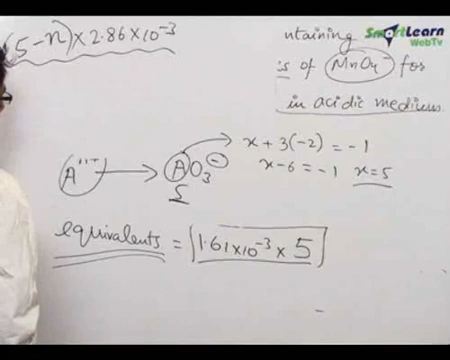 (5-n) × 2.86 × 10⁻³
SmartLearn
WebTv
ntaining
is of MnO₄⁻ for
in acidic medium
Aⁿ⁺ → AO₃⁻
5
x + 3(-2) = -1
x - 6 = -1 x = 5
equivalents = 1.61 × 10⁻³ × 5